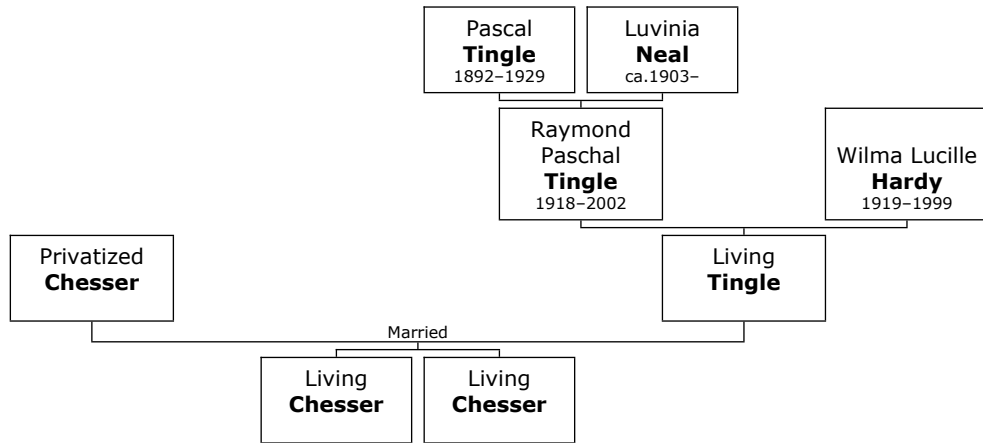 Pascal
Tingle
1892–1929
Luvinia
Neal
ca.1903–
Raymond
Paschal
Tingle
1918–2002
Wilma Lucille
Hardy
1919–1999
Privatized
Chesser
Living
Tingle
Married
Living
Chesser
Living
Chesser